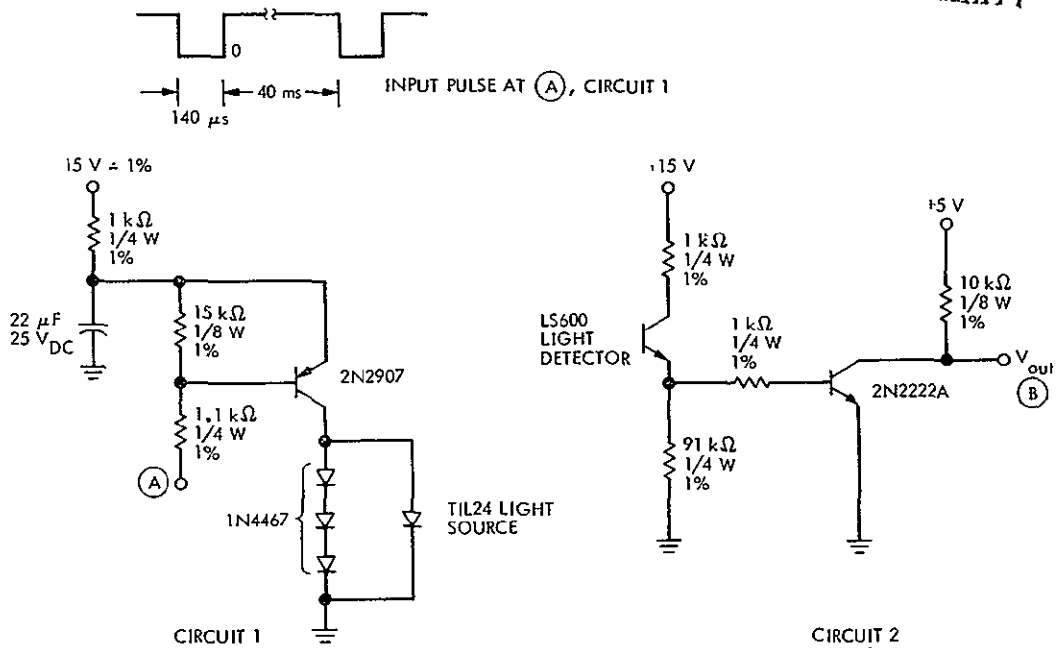 0
40 ms
140 μs
INPUT PULSE AT (A), CIRCUIT 1
15 V ± 1%
1 kΩ
1/4 W
1%
22 μF
25 V DC
15 kΩ
1/8 W
1%
2N2907
1.1 kΩ
1/4 W
1%
A
1N4467
TIL24 LIGHT
SOURCE
CIRCUIT 1
+15 V
1 kΩ
1/4 W
1%
LS600
LIGHT
DETECTOR
1 kΩ
1/4 W
1%
91 kΩ
1/4 W
1%
+5 V
10 kΩ
1/8 W
1%
2N2222A
V out
B
CIRCUIT 2